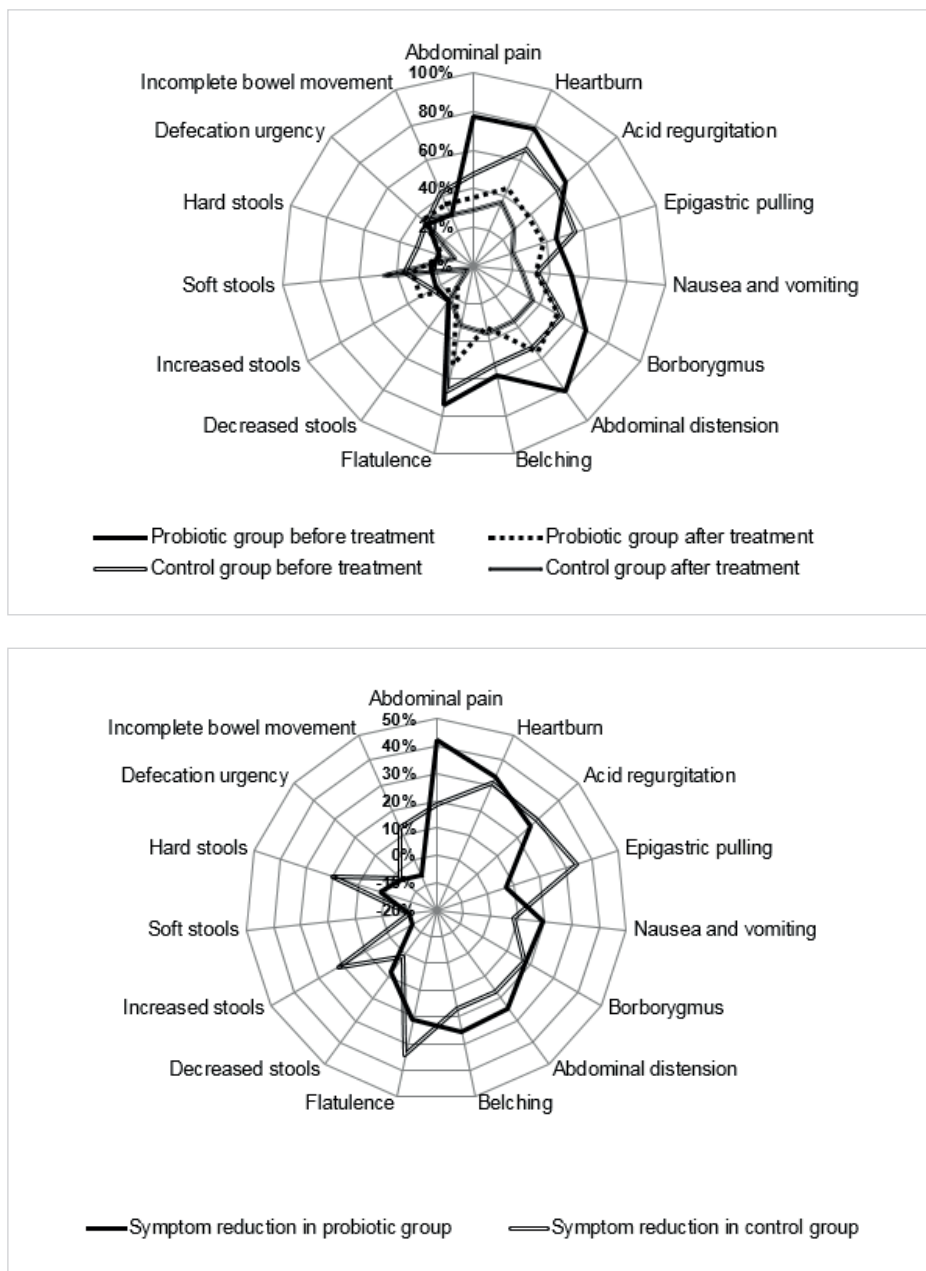 Abdominal pain
100%
Incomplete bowel movement
Heartburn
80%
Defecation urgency
Acid regurgitation
60%
Hard stools
40%
Epigastric pulling
Soft stools
Nausea and vomiting
Increased stools
Borborygmus
Decreased stools
Abdominal distension
Flatulence
Belching
Probiotic group before treatment
Probiotic group after treatment
Control group before treatment
Control group after treatment
Abdominal pain
50%
Incomplete bowel movement
Heartburn
40%
Defecation urgency
Acid regurgitation
30%
20%
Hard stools
10%
Epigastric pulling
0%
-10%
-20%
Soft stools
Nausea and vomiting
Increased stools
Borborygmus
Decreased stools
Abdominal distension
Flatulence
Belching
Symptom reduction in probiotic group
Symptom reduction in control group